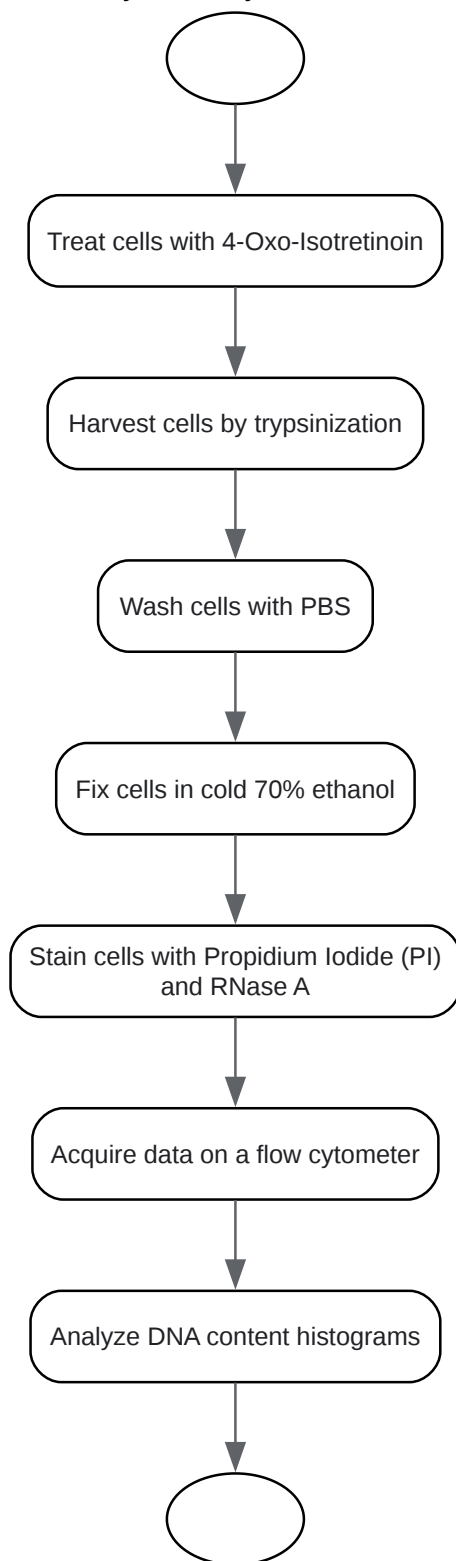 Treat cells with 4-Oxo-Isotretinoin
Harvest cells by trypsinization
Wash cells with PBS
Fix cells in cold 70% ethanol
Stain cells with Propidium Iodide (PI)
and RNase A
Acquire data on a flow cytometer
Analyze DNA content histograms